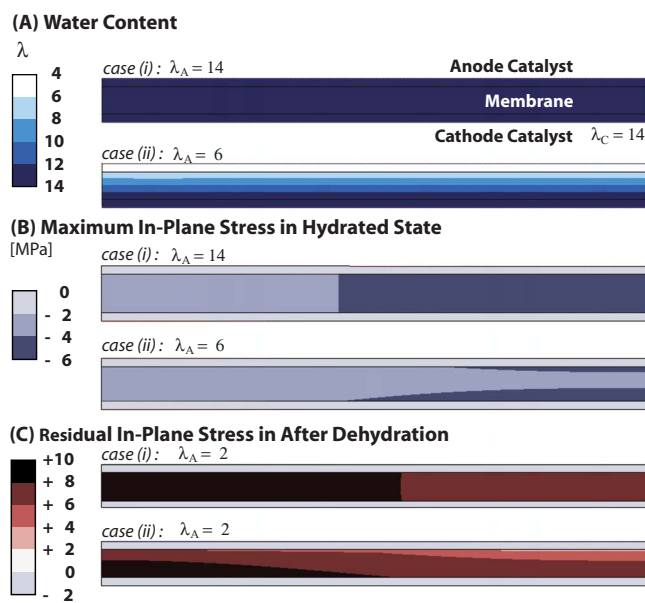 (A) Water Content
λ
case (i) : λA = 14
Anode Catalyst
4
6
8
10
12
14
Membrane
Cathode Catalyst λC = 14
case (ii) : λA = 6
(B) Maximum In-Plane Stress in Hydrated State
[MPa]
case (i) : λA = 14
0
- 2
- 4
- 6
case (ii) : λA = 6
(C) Residual In-Plane Stress in After Dehydration
case (i) : λA = 2
+ 10
+ 8
+ 6
+ 4
+ 2
0
- 2
case (ii) : λA = 2